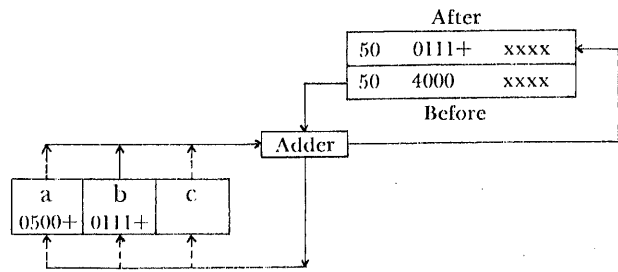 After
50 0111+ xxxx
50 4000 xxxx
Before
Adder
a b c
0500+ 0111+